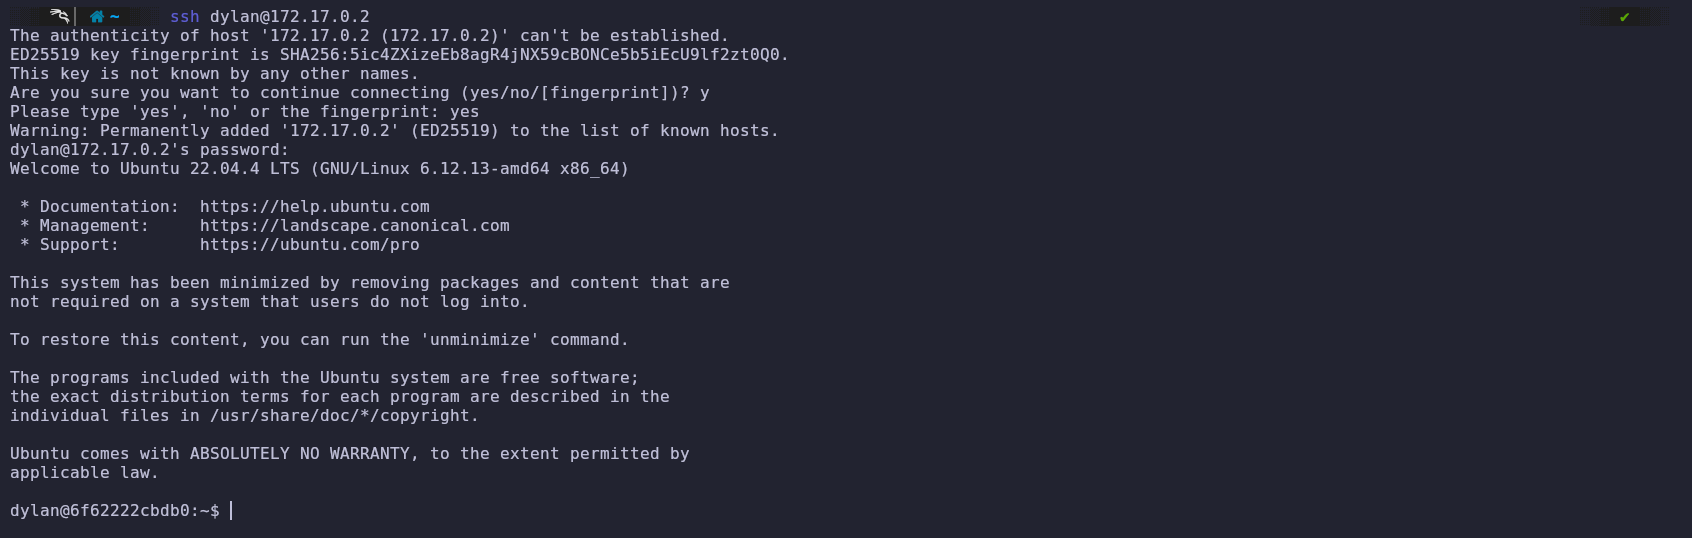 ~ ssh dylan@172.17.0.2 ✔
The authenticity of host '172.17.0.2 (172.17.0.2)' can't be established.
ED25519 key fingerprint is SHA256:5ic4ZXizeEb8agR4jNX59cBONCe5b5iEcU9lf2zt0Q0.
This key is not known by any other names.
Are you sure you want to continue connecting (yes/no/[fingerprint])? y
Please type 'yes', 'no' or the fingerprint: yes
Warning: Permanently added '172.17.0.2' (ED25519) to the list of known hosts.
dylan@172.17.0.2's password:
Welcome to Ubuntu 22.04.4 LTS (GNU/Linux 6.12.13-amd64 x86_64)

 * Documentation:  https://help.ubuntu.com
 * Management:     https://landscape.canonical.com
 * Support:        https://ubuntu.com/pro

This system has been minimized by removing packages and content that are
not required on a system that users do not log into.

To restore this content, you can run the 'unminimize' command.

The programs included with the Ubuntu system are free software;
the exact distribution terms for each program are described in the
individual files in /usr/share/doc/*/copyright.

Ubuntu comes with ABSOLUTELY NO WARRANTY, to the extent permitted by
applicable law.

dylan@6f62222cbdb0:~$